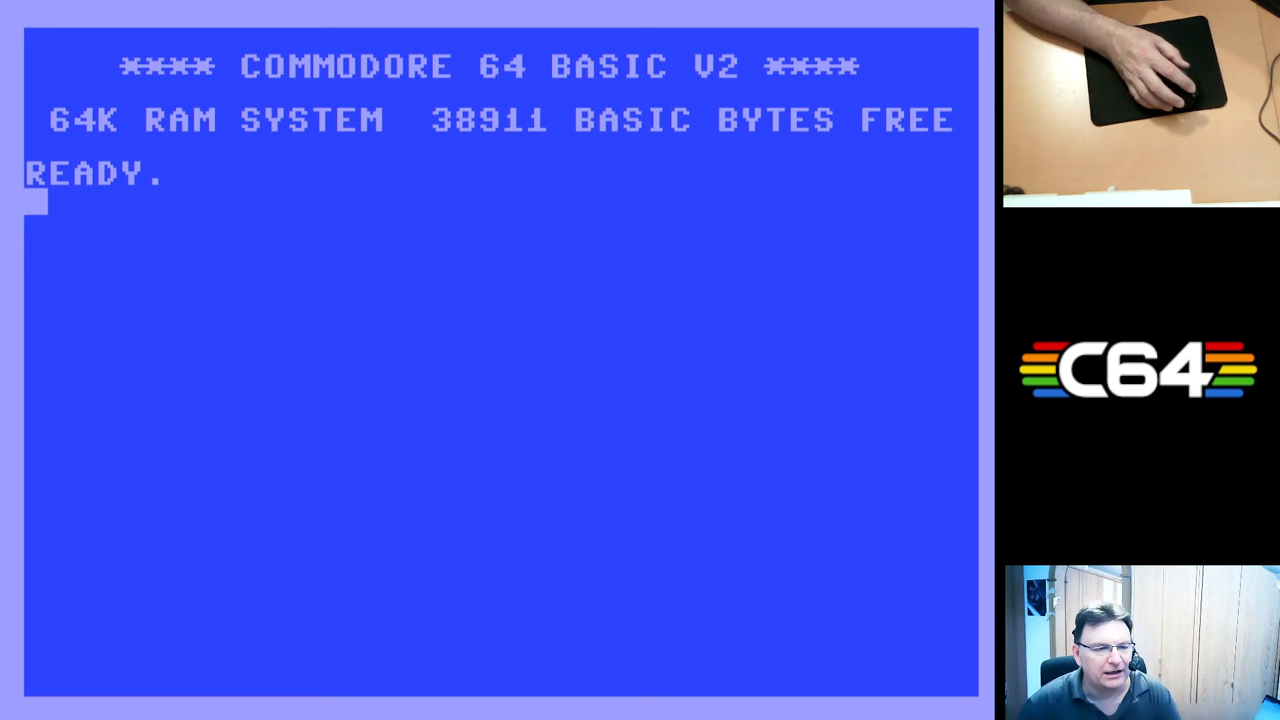 **** COMMODORE 64 BASIC V2 ****
64K RAM SYSTEM  38911 BASIC BYTES FREE
READY.
C64